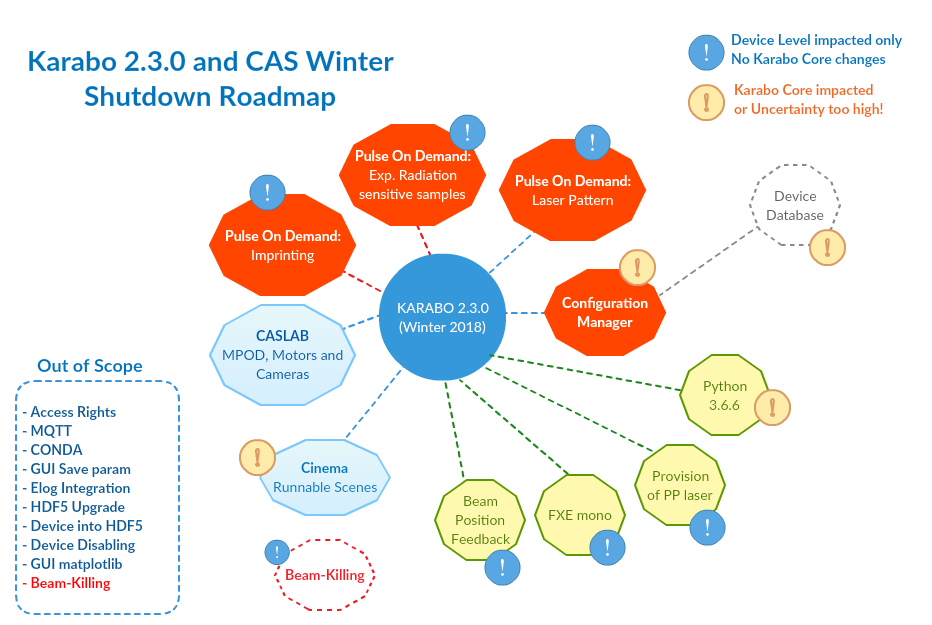 Karabo 2.3.0 and CAS Winter
Shutdown Roadmap
!
Device Level impacted only
No Karabo Core changes
!
Karabo Core impacted
or Uncertainty too high!
!
Pulse On Demand:
Exp. Radiation
sensitive samples
!
Pulse On Demand:
Laser Pattern
!
Pulse On Demand:
Imprinting
Device
Database
!
!
Configuration
Manager
KARABO 2.3.0
(Winter 2018)
CASLAB
MPOD, Motors and
Cameras
Python
3.6.6
!
!
Cinema
Runnable Scenes
Provision
of PP laser
!
Beam
Position
Feedback
!
FXE mono
!
!
Beam-Killing
Out of Scope
- Access Rights
- MQTT
- CONDA
- GUI Save param
- Elog Integration
- HDF5 Upgrade
- Device into HDF5
- Device Disabling
- GUI matplotlib
- Beam-Killing